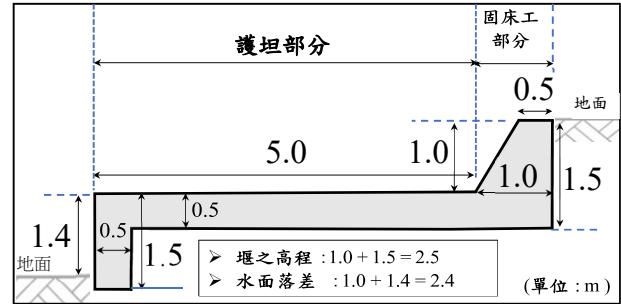 固床工
部分
護坦部分
0.5
地面
5.0
1.0
1.0
1.5
0.5
0.5
1.4
1.5
地面
➢ 堰之高程 :1.0 + 1.5 = 2.5
➢ 水面落差 :1.0 + 1.4 = 2.4
(單位 : m )